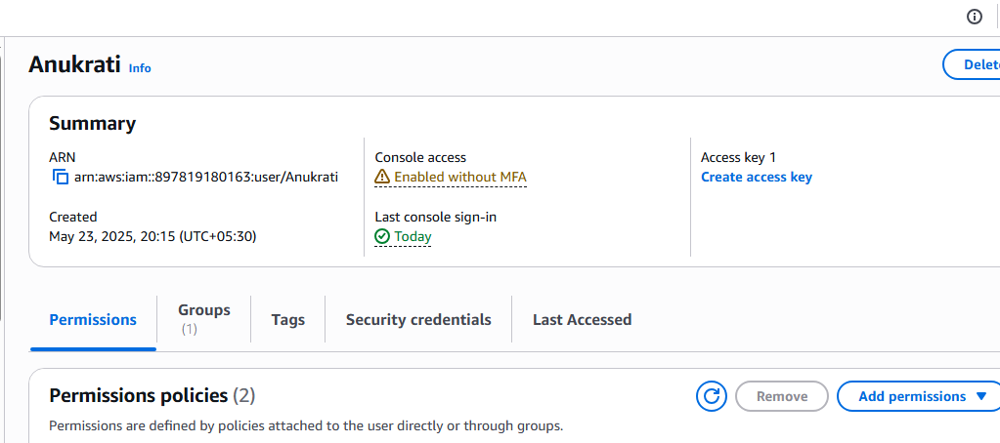 Anukrati Info
Summary
ARN
arn:aws:iam::897819180163:user/Anukrati
Created
May 23, 2025, 20:15 (UTC+05:30)
Console access
Enabled without MFA
Last console sign-in
Today
Access key 1
Create access key
Permissions
Groups
(1)
Tags
Security credentials
Last Accessed
Permissions policies (2)
Remove
Add permissions
Permissions are defined by policies attached to the user directly or through groups.